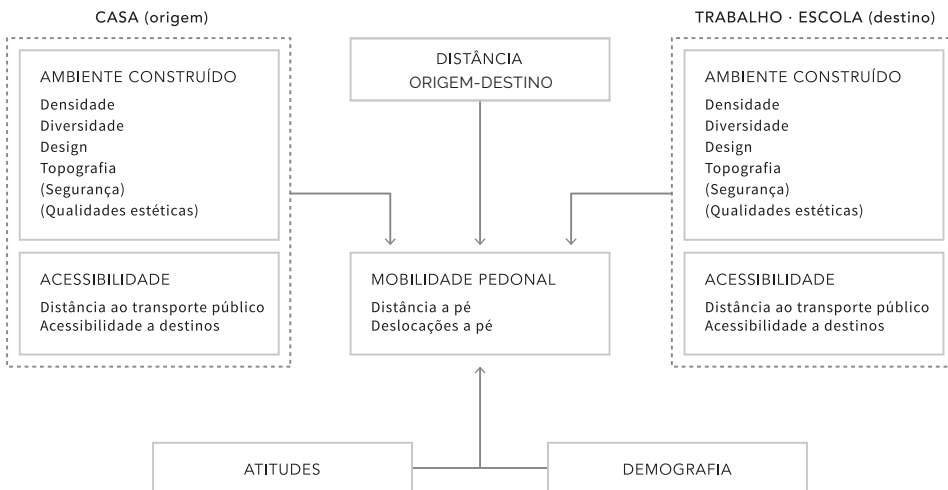 CASA (origem)
AMBIENTE CONSTRUÍDO
Densidade
Diversidade
Design
Topografia
(Segurança)
(Qualidades estéticas)
ACESSIBILIDADE
Distância ao transporte público
Acessibilidade a destinos
DISTÂNCIA
ORIGEM-DESTINO
MOBILIDADE PEDONAL
Distância a pé
Deslocações a pé
TRABALHO · ESCOLA (destino)
AMBIENTE CONSTRUÍDO
Densidade
Diversidade
Design
Topografia
(Segurança)
(Qualidades estéticas)
ACESSIBILIDADE
Distância ao transporte público
Acessibilidade a destinos
ATITUDES
DEMOGRAFIA